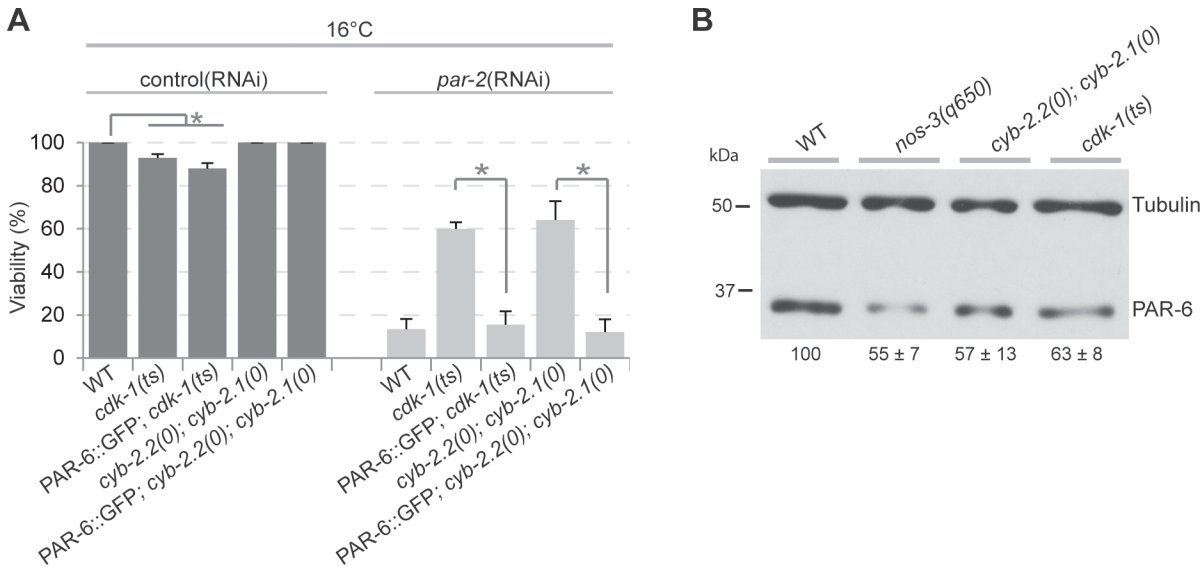 A
16°C
control(RNAi)
par-2(RNAi)
*
*
*
Viability (%)
100
80
60
40
20
0
WT
cdk-1(ts)
PAR-6::GFP; cdk-1(ts)
cyb-2.2(0); cyb-2.1(0)
PAR-6::GFP; cyb-2.2(0); cyb-2.1(0)
WT
cdk-1(ts)
PAR-6::GFP; cdk-1(ts)
cyb-2.2(0); cyb-2.1(0)
PAR-6::GFP; cyb-2.2(0); cyb-2.1(0)
B
WT
nos-3(q650)
cyb-2.2(0); cyb-2.1(0)
cdk-1(ts)
kDa
50
Tubulin
37
PAR-6
100 55 ± 7 57 ± 13 63 ± 8